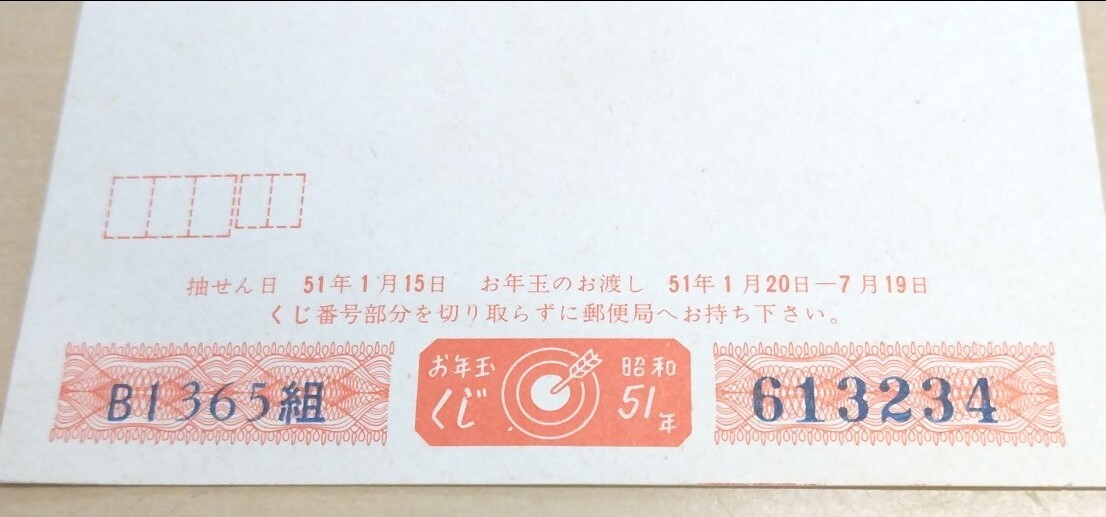 抽せん日 51年1月15日 お年玉のお渡し 51年1月20日―7月19日
くじ番号部分を切り取らずに郵便局へお持ち下さい。
B1365組
お年玉
くじ
昭和
51年
613234